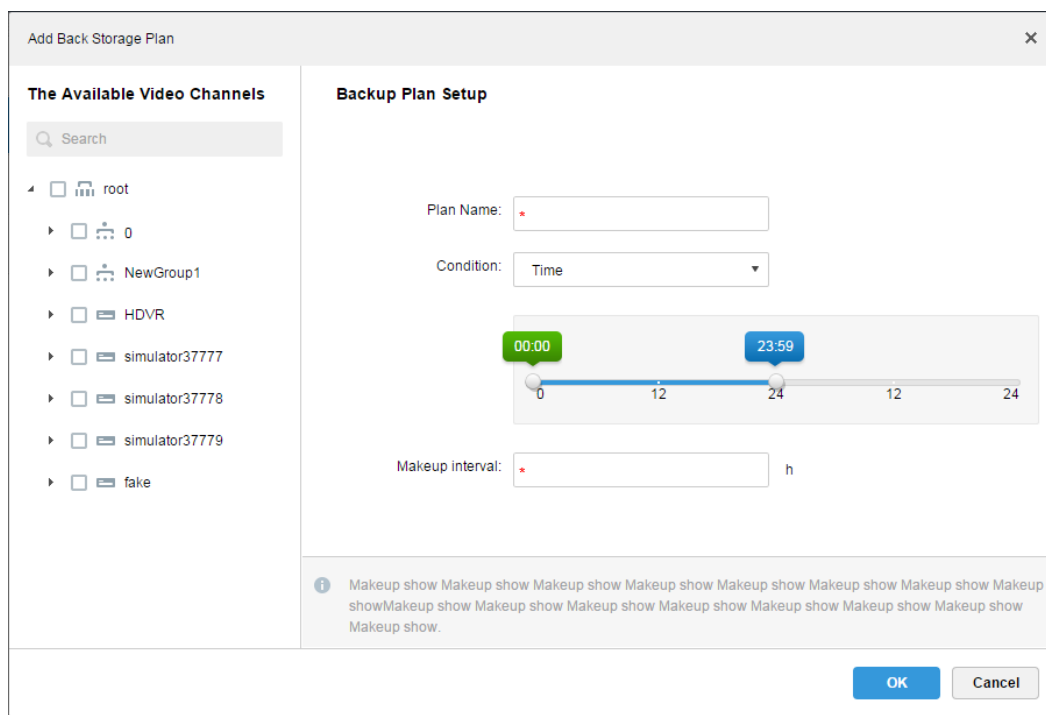 Add Back Storage Plan
The Available Video Channels
Search
root
0
NewGroup1
HDVR
simulator37777
simulator37778
simulator37779
fake
Backup Plan Setup
Plan Name: *
Condition: Time
00:00 23:59
0 12 24 12 24
Makeup interval: * h
Makeup show Makeup show Makeup show Makeup show Makeup show Makeup show Makeup show Makeup
showMakeup show Makeup show Makeup show Makeup show Makeup show Makeup show Makeup show
Makeup show.
OK Cancel